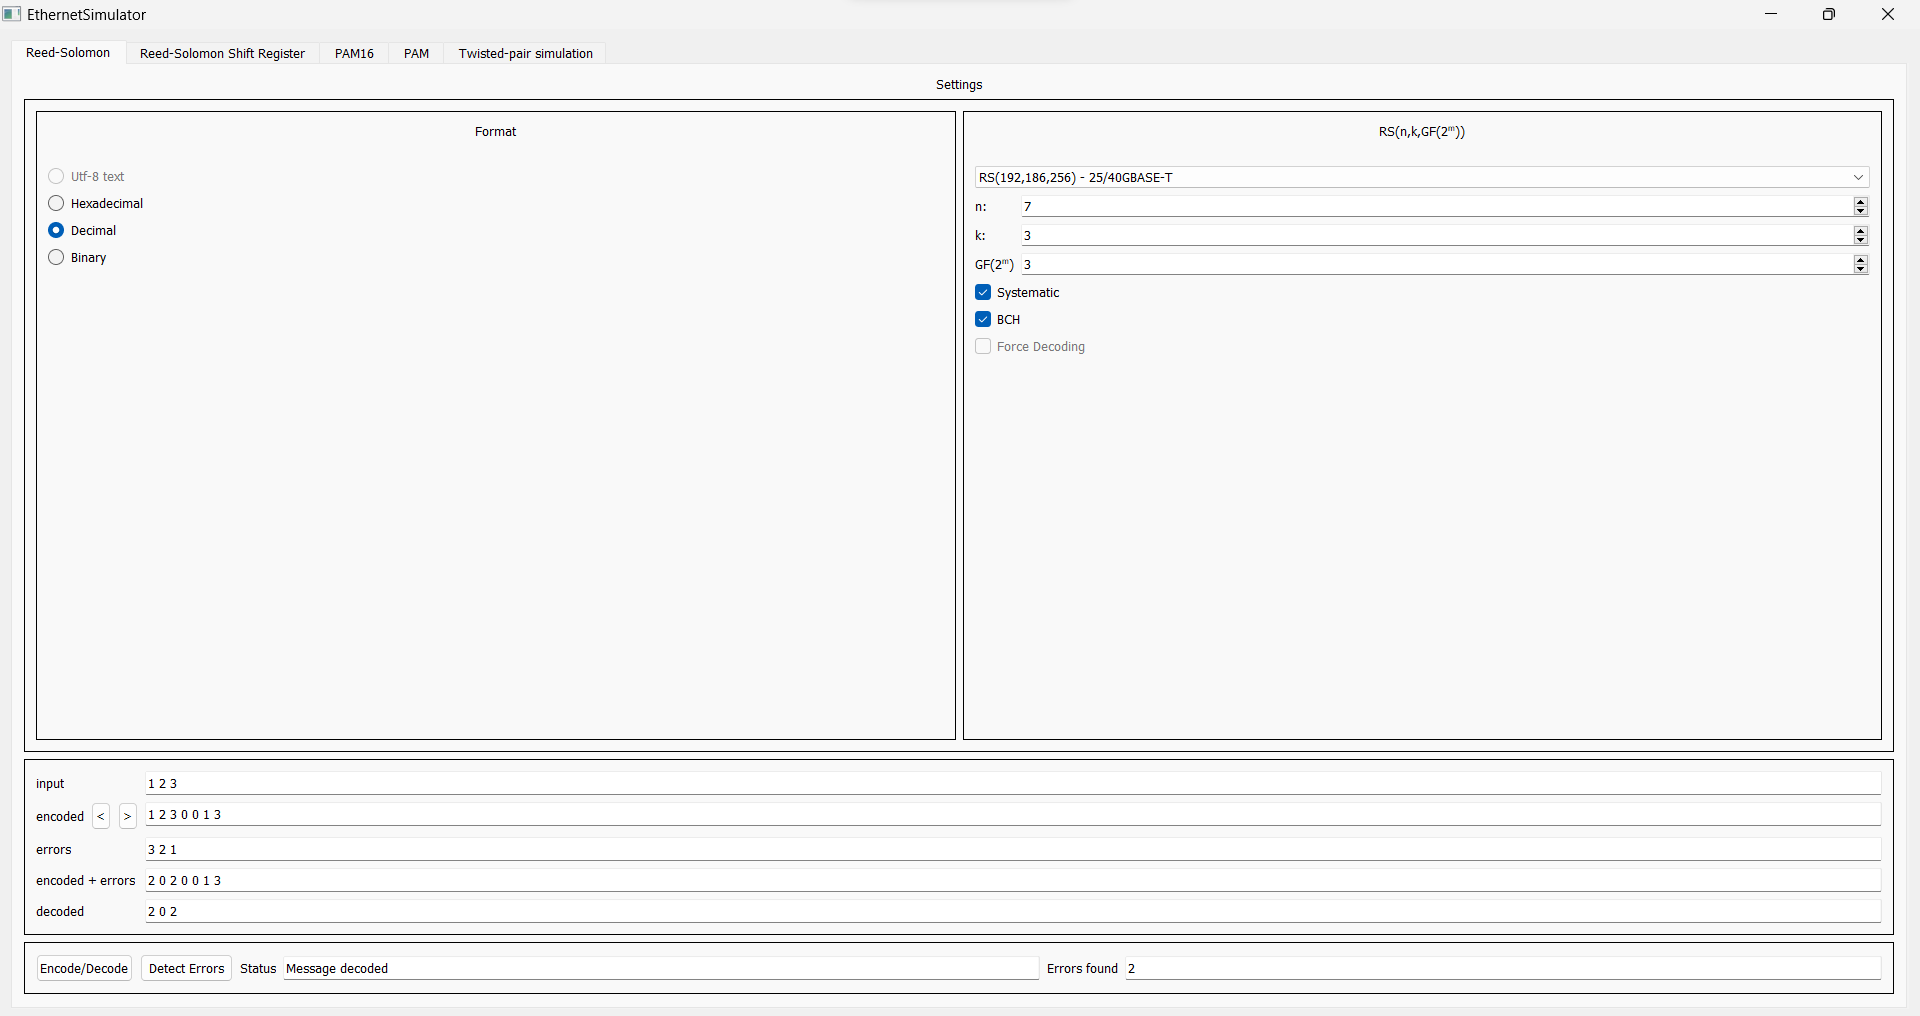 EthernetSimulator
Reed-Solomon Reed-Solomon Shift Register PAM16 PAM Twisted-pair simulation
Settings
Format
Utf-8 text
Hexadecimal
Decimal
Binary
RS(n,k,GF(2ᵐ))
RS(192,186,256) - 25/40GBASE-T
n: 7
k: 3
GF(2ᵐ) 3
Systematic
BCH
Force Decoding
input 1 2 3
encoded < > 1 2 3 0 0 1 3
errors 3 2 1
encoded + errors 2 0 2 0 0 1 3
decoded 2 0 2
Encode/Decode Detect Errors Status Message decoded Errors found 2